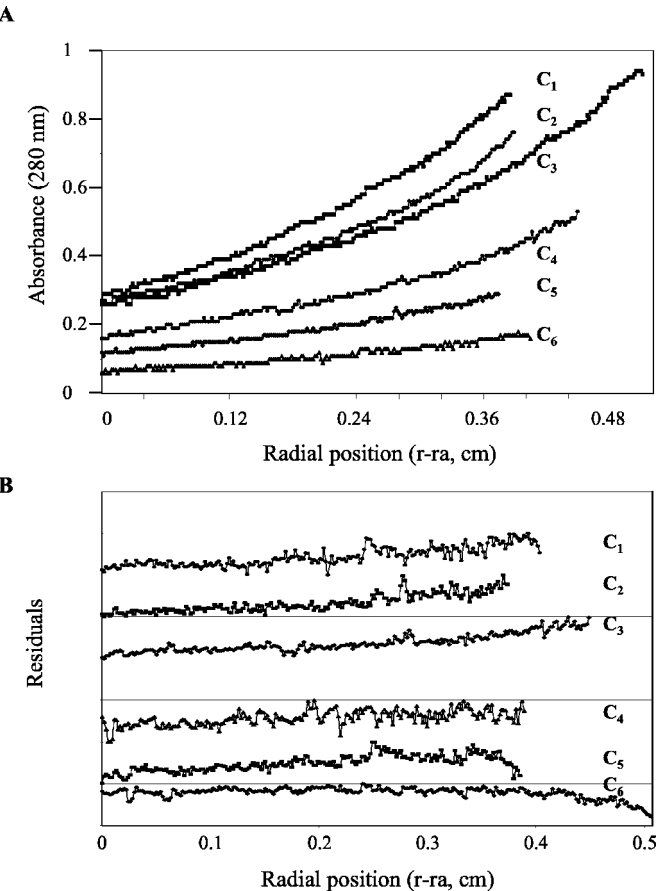 A
1
C1
0.8
C2
C3
0.6
Absorbance (280 nm)
0.4
C4
C5
0.2
C6
0
0 0.12 0.24 0.36 0.48
Radial position (r-ra, cm)
B
C1
C2
C3
Residuals
C4
C5
C6
0 0.1 0.2 0.3 0.4 0.5
Radial position (r-ra, cm)